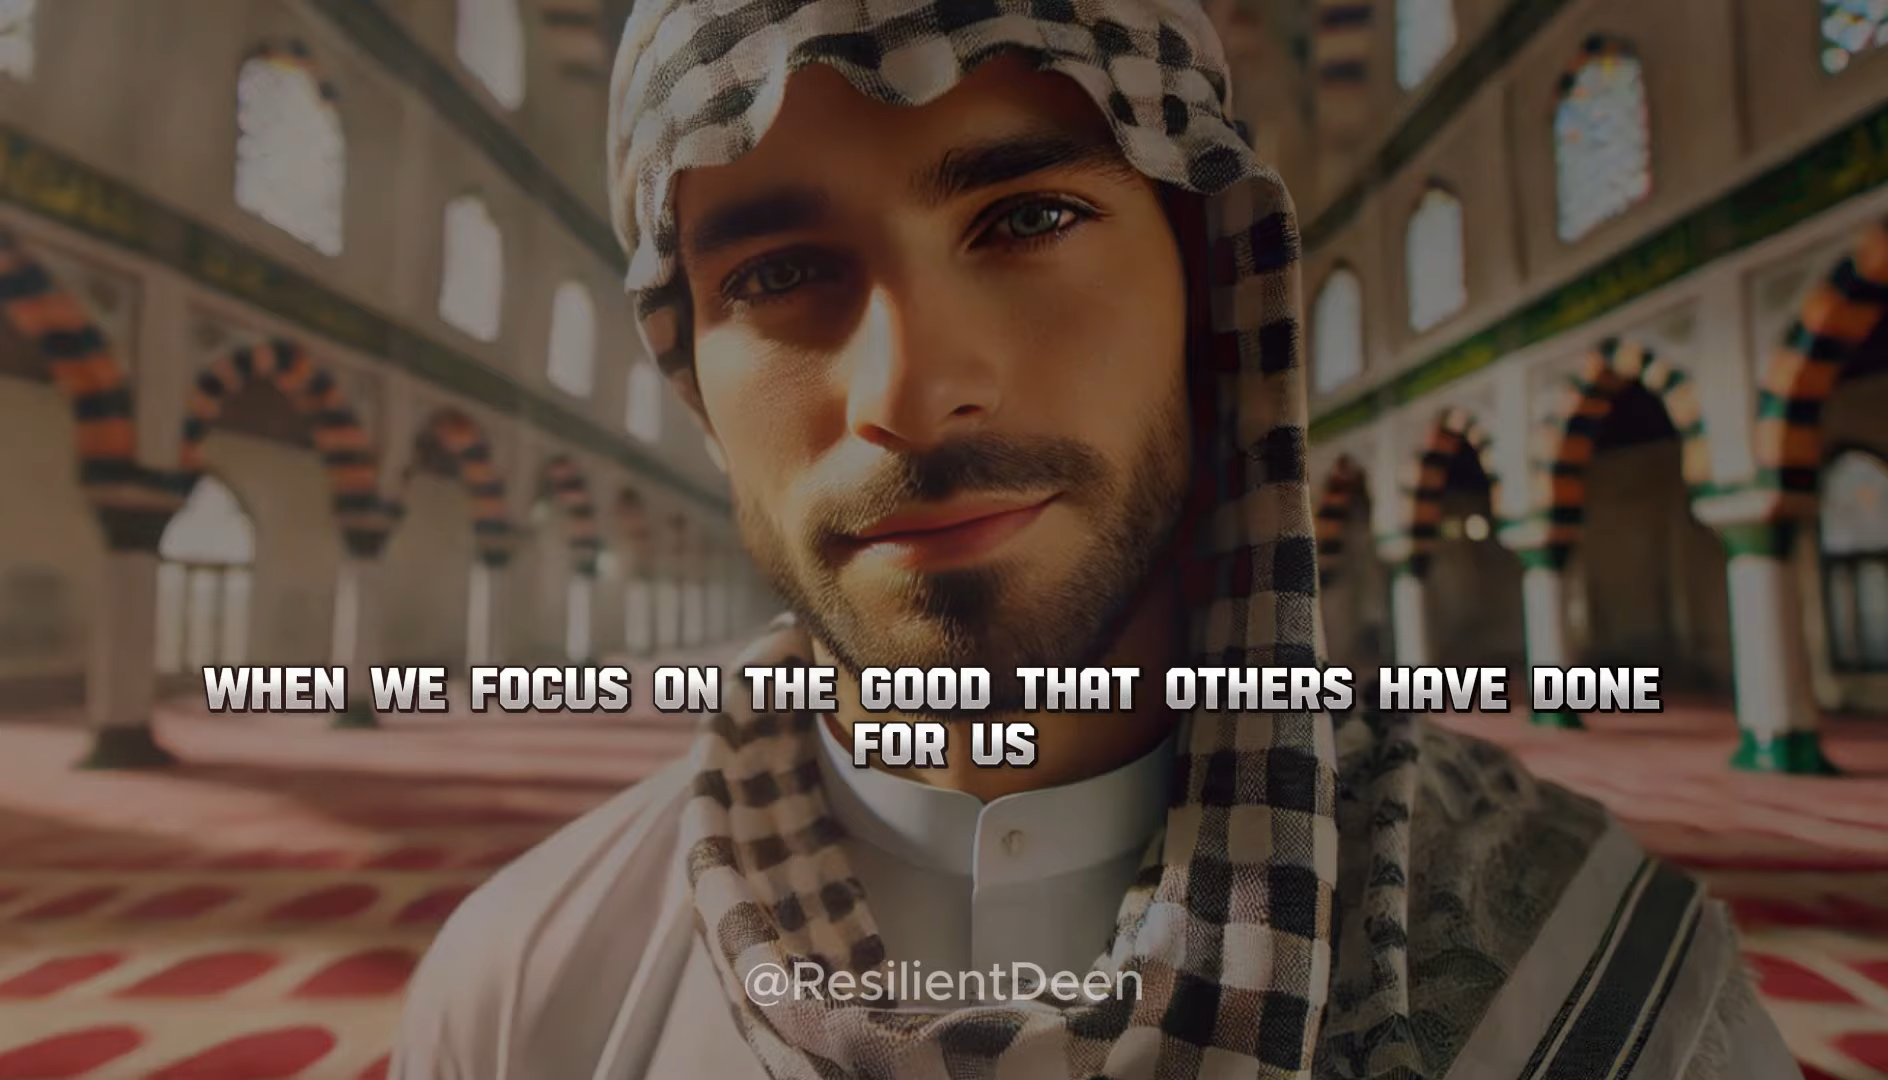 WHEN WE FOCUS ON THE GOOD THAT OTHERS HAVE DONE
FOR US
@ResilientDeen